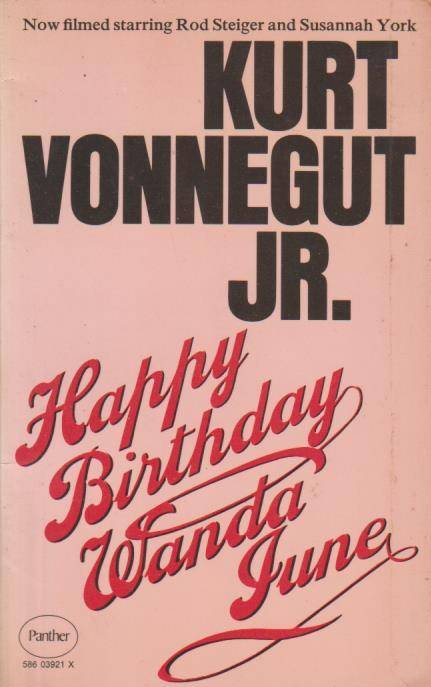 Now filmed starring Rod Steiger and Susannah York
KURT
VONNEGUT
JR.
Happy
Birthday
Wanda
June
Panther
586 03921 X